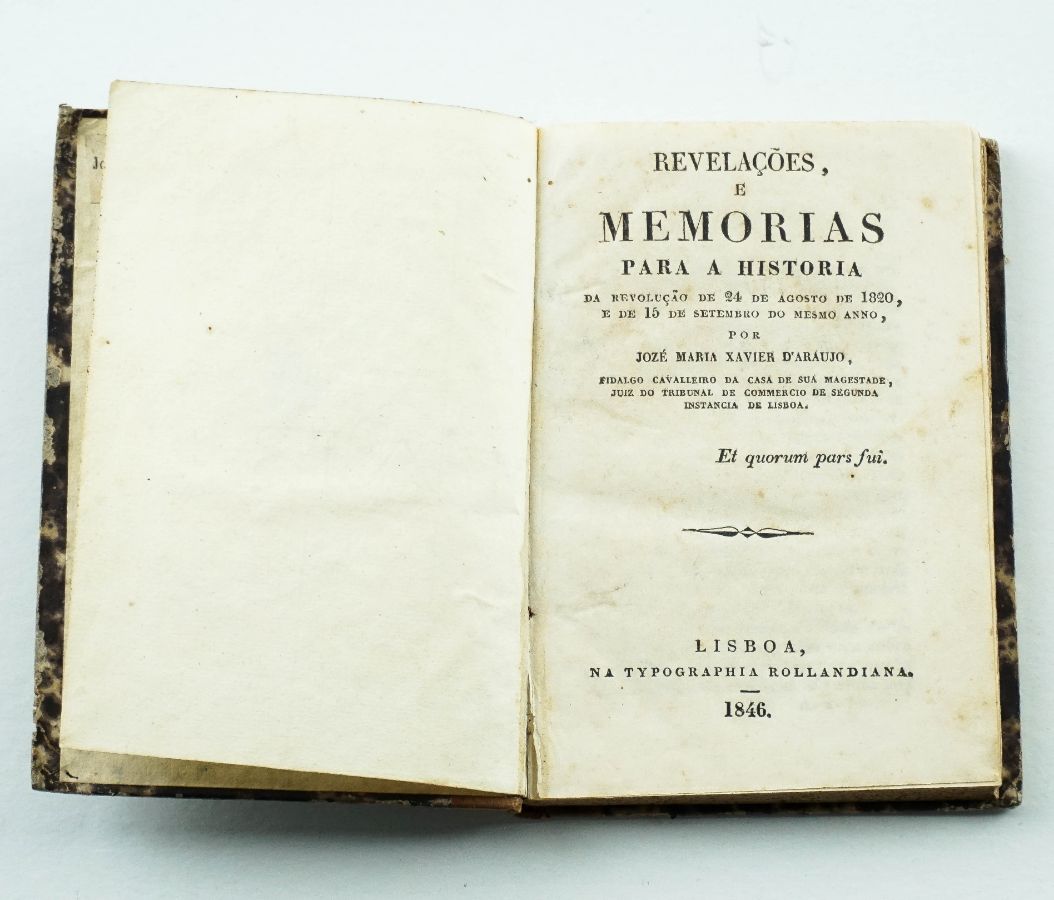 REVELAÇÕES,
E
MEMORIAS
PARA A HISTORIA
DA REVOLUÇÃO DE 24 DE AGOSTO DE 1820,
E DE 15 DE SETEMBRO DO MESMO ANNO,
POR
JOZÉ MARIA XAVIER D'ARAUJO,
FIDALGO CAVALLEIRO DA CASA DE SUA MAGESTADE,
JUIZ DO TRIBUNAL DE COMMERCIO DE SEGUNDA
INSTANCIA DE LISBOA.
Et quorum pars fui.
LISBOA,
NA TYPOGRAPHIA ROLLANDIANA.
1846.